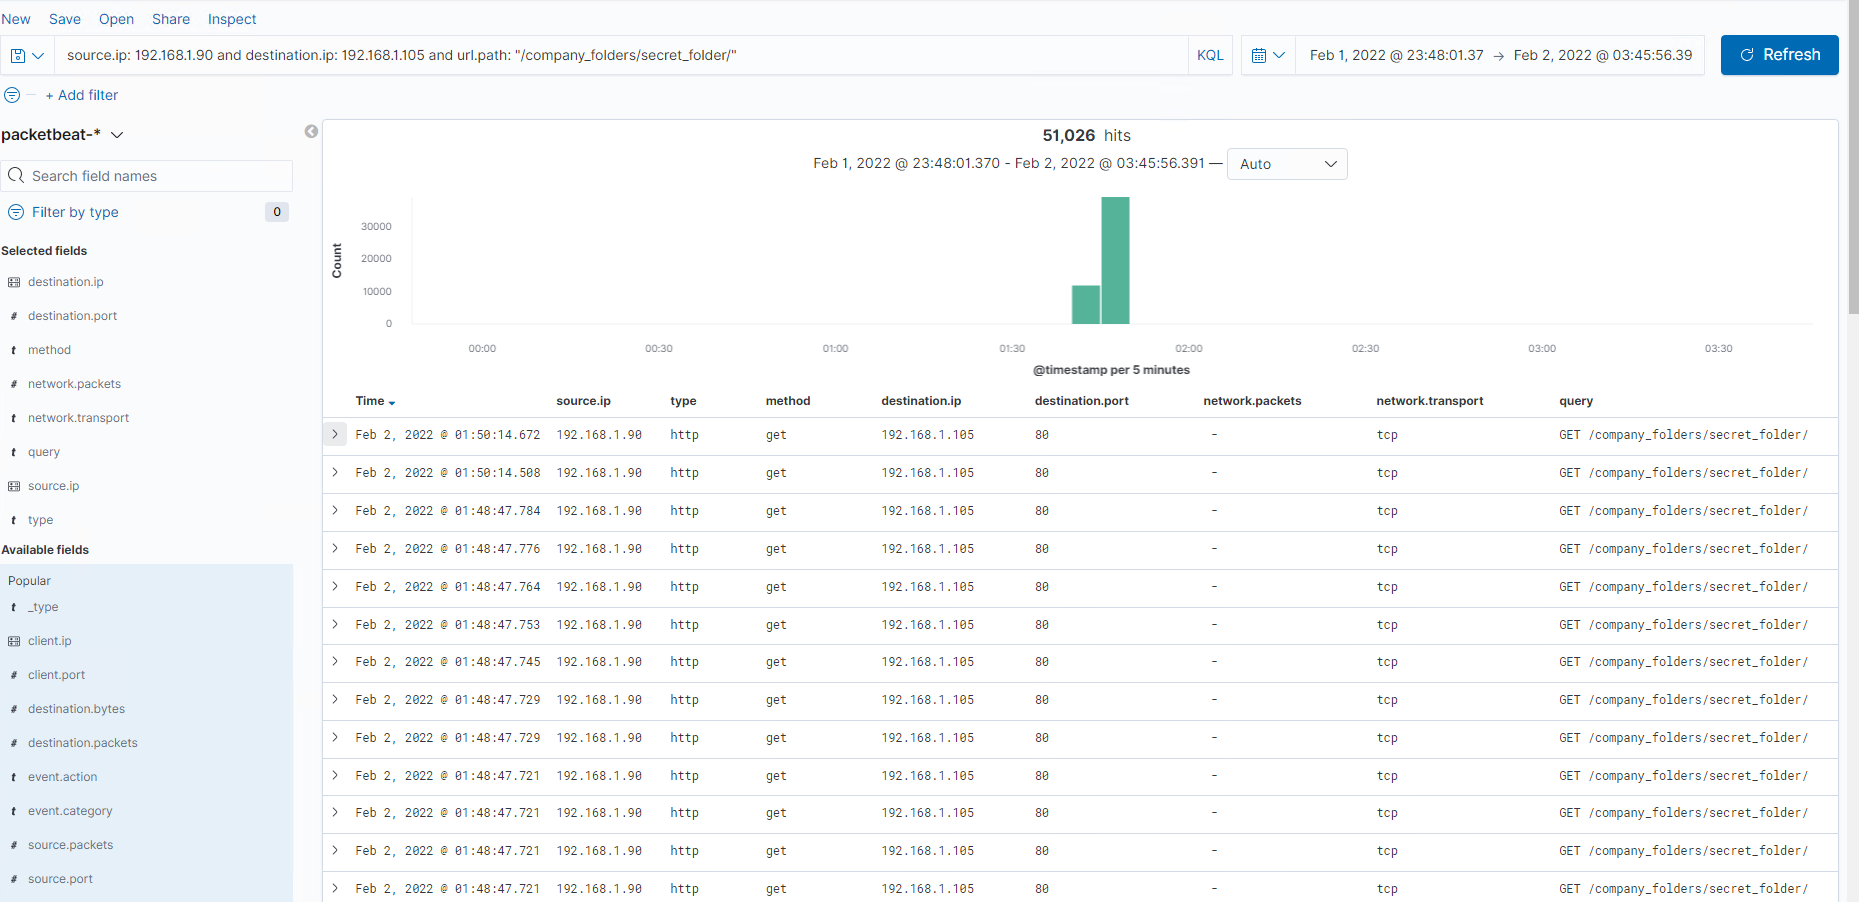 New Save Open Share Inspect
source.ip: 192.168.1.90 and destination.ip: 192.168.1.105 and url.path: "/company_folders/secret_folder/" KQL Feb 1, 2022 @ 23:48:01.37 → Feb 2, 2022 @ 03:45:56.39 Refresh
+ Add filter
packetbeat-*
Search field names
Filter by type 0
Selected fields
destination.ip
# destination.port
t method
# network.packets
t network.transport
t query
source.ip
t type
Available fields
Popular
t _type
client.ip
# client.port
# destination.bytes
# destination.packets
t event.action
t event.category
# source.packets
# source.port
51,026 hits
Feb 1, 2022 @ 23:48:01.370 - Feb 2, 2022 @ 03:45:56.391 — Auto
Count
30000
20000
10000
0
00:00 00:30 01:00 01:30 02:00 02:30 03:00 03:30
@timestamp per 5 minutes
Time source.ip type method destination.ip destination.port network.packets network.transport query
Feb 2, 2022 @ 01:50:14.672 192.168.1.90 http get 192.168.1.105 80 - tcp GET /company_folders/secret_folder/
Feb 2, 2022 @ 01:50:14.508 192.168.1.90 http get 192.168.1.105 80 - tcp GET /company_folders/secret_folder/
Feb 2, 2022 @ 01:48:47.784 192.168.1.90 http get 192.168.1.105 80 - tcp GET /company_folders/secret_folder/
Feb 2, 2022 @ 01:48:47.776 192.168.1.90 http get 192.168.1.105 80 - tcp GET /company_folders/secret_folder/
Feb 2, 2022 @ 01:48:47.764 192.168.1.90 http get 192.168.1.105 80 - tcp GET /company_folders/secret_folder/
Feb 2, 2022 @ 01:48:47.753 192.168.1.90 http get 192.168.1.105 80 - tcp GET /company_folders/secret_folder/
Feb 2, 2022 @ 01:48:47.745 192.168.1.90 http get 192.168.1.105 80 - tcp GET /company_folders/secret_folder/
Feb 2, 2022 @ 01:48:47.729 192.168.1.90 http get 192.168.1.105 80 - tcp GET /company_folders/secret_folder/
Feb 2, 2022 @ 01:48:47.729 192.168.1.90 http get 192.168.1.105 80 - tcp GET /company_folders/secret_folder/
Feb 2, 2022 @ 01:48:47.721 192.168.1.90 http get 192.168.1.105 80 - tcp GET /company_folders/secret_folder/
Feb 2, 2022 @ 01:48:47.721 192.168.1.90 http get 192.168.1.105 80 - tcp GET /company_folders/secret_folder/
Feb 2, 2022 @ 01:48:47.721 192.168.1.90 http get 192.168.1.105 80 - tcp GET /company_folders/secret_folder/
Feb 2, 2022 @ 01:48:47.721 192.168.1.90 http get 192.168.1.105 80 - tcp GET /company_folders/secret_folder/